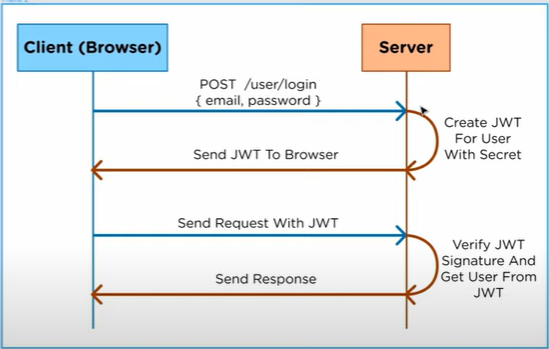 Client (Browser)
Server
POST /user/login
{ email, password }
Create JWT
For User
With Secret
Send JWT To Browser
Send Request With JWT
Verify JWT
Signature And
Get User From
JWT
Send Response